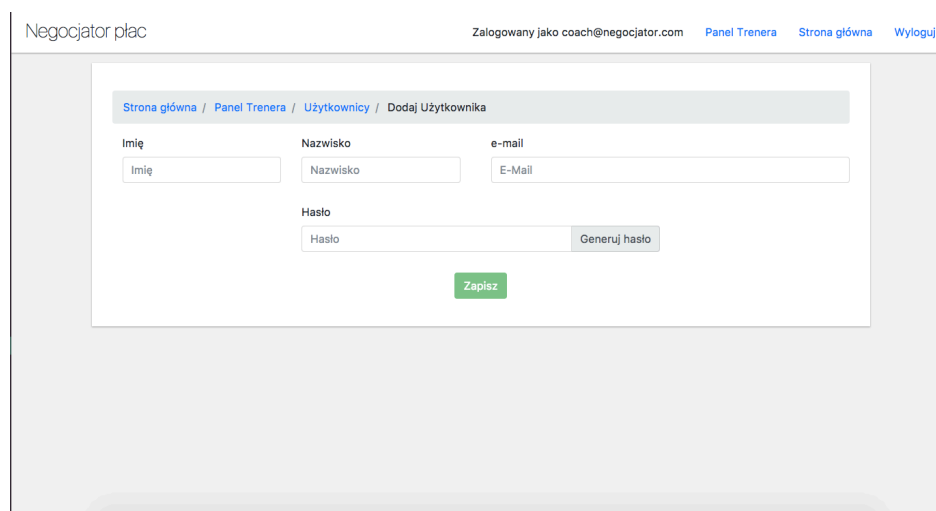 Negocjator płac
Zalogowany jako coach@negocjator.com Panel Trenera Strona główna Wyloguj
Strona główna / Panel Trenera / Użytkownicy / Dodaj Użytkownika
Imię Nazwisko e-mail
Imię Nazwisko E-Mail
Hasło
Hasło Generuj hasło
Zapisz